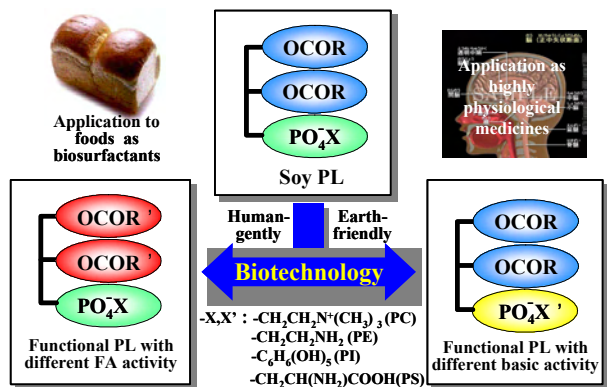 OCOR
OCOR
PO₄⁻X
Soy PL
Application to
foods as
biosurfactants
Application as
highly
physiological
medicines
OCOR’
OCOR’
PO₄⁻X
Functional PL with
different FA activity
Human-
gently
Earth-
friendly
Biotechnology
-X,X’ : -CH₂CH₂N⁺(CH₃)₃ (PC)
-CH₂CH₂NH₂ (PE)
-C₆H₆(OH)₅ (PI)
-CH₂CH(NH₂)COOH(PS)
OCOR
OCOR
PO₄⁻X’
Functional PL with
different basic activity